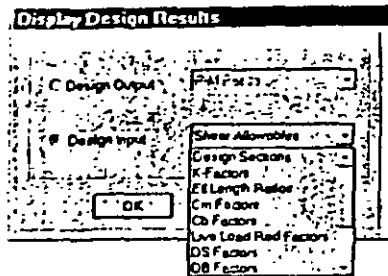 Display Design Results
Design Output
P-M Ratios
Design Input
Shear Allowables
Design Sections
K-Factors
Eff Length Ratios
Cm Factors
Cb Factors
Live Load Red Factors
DS Factors
DB Factors
OK